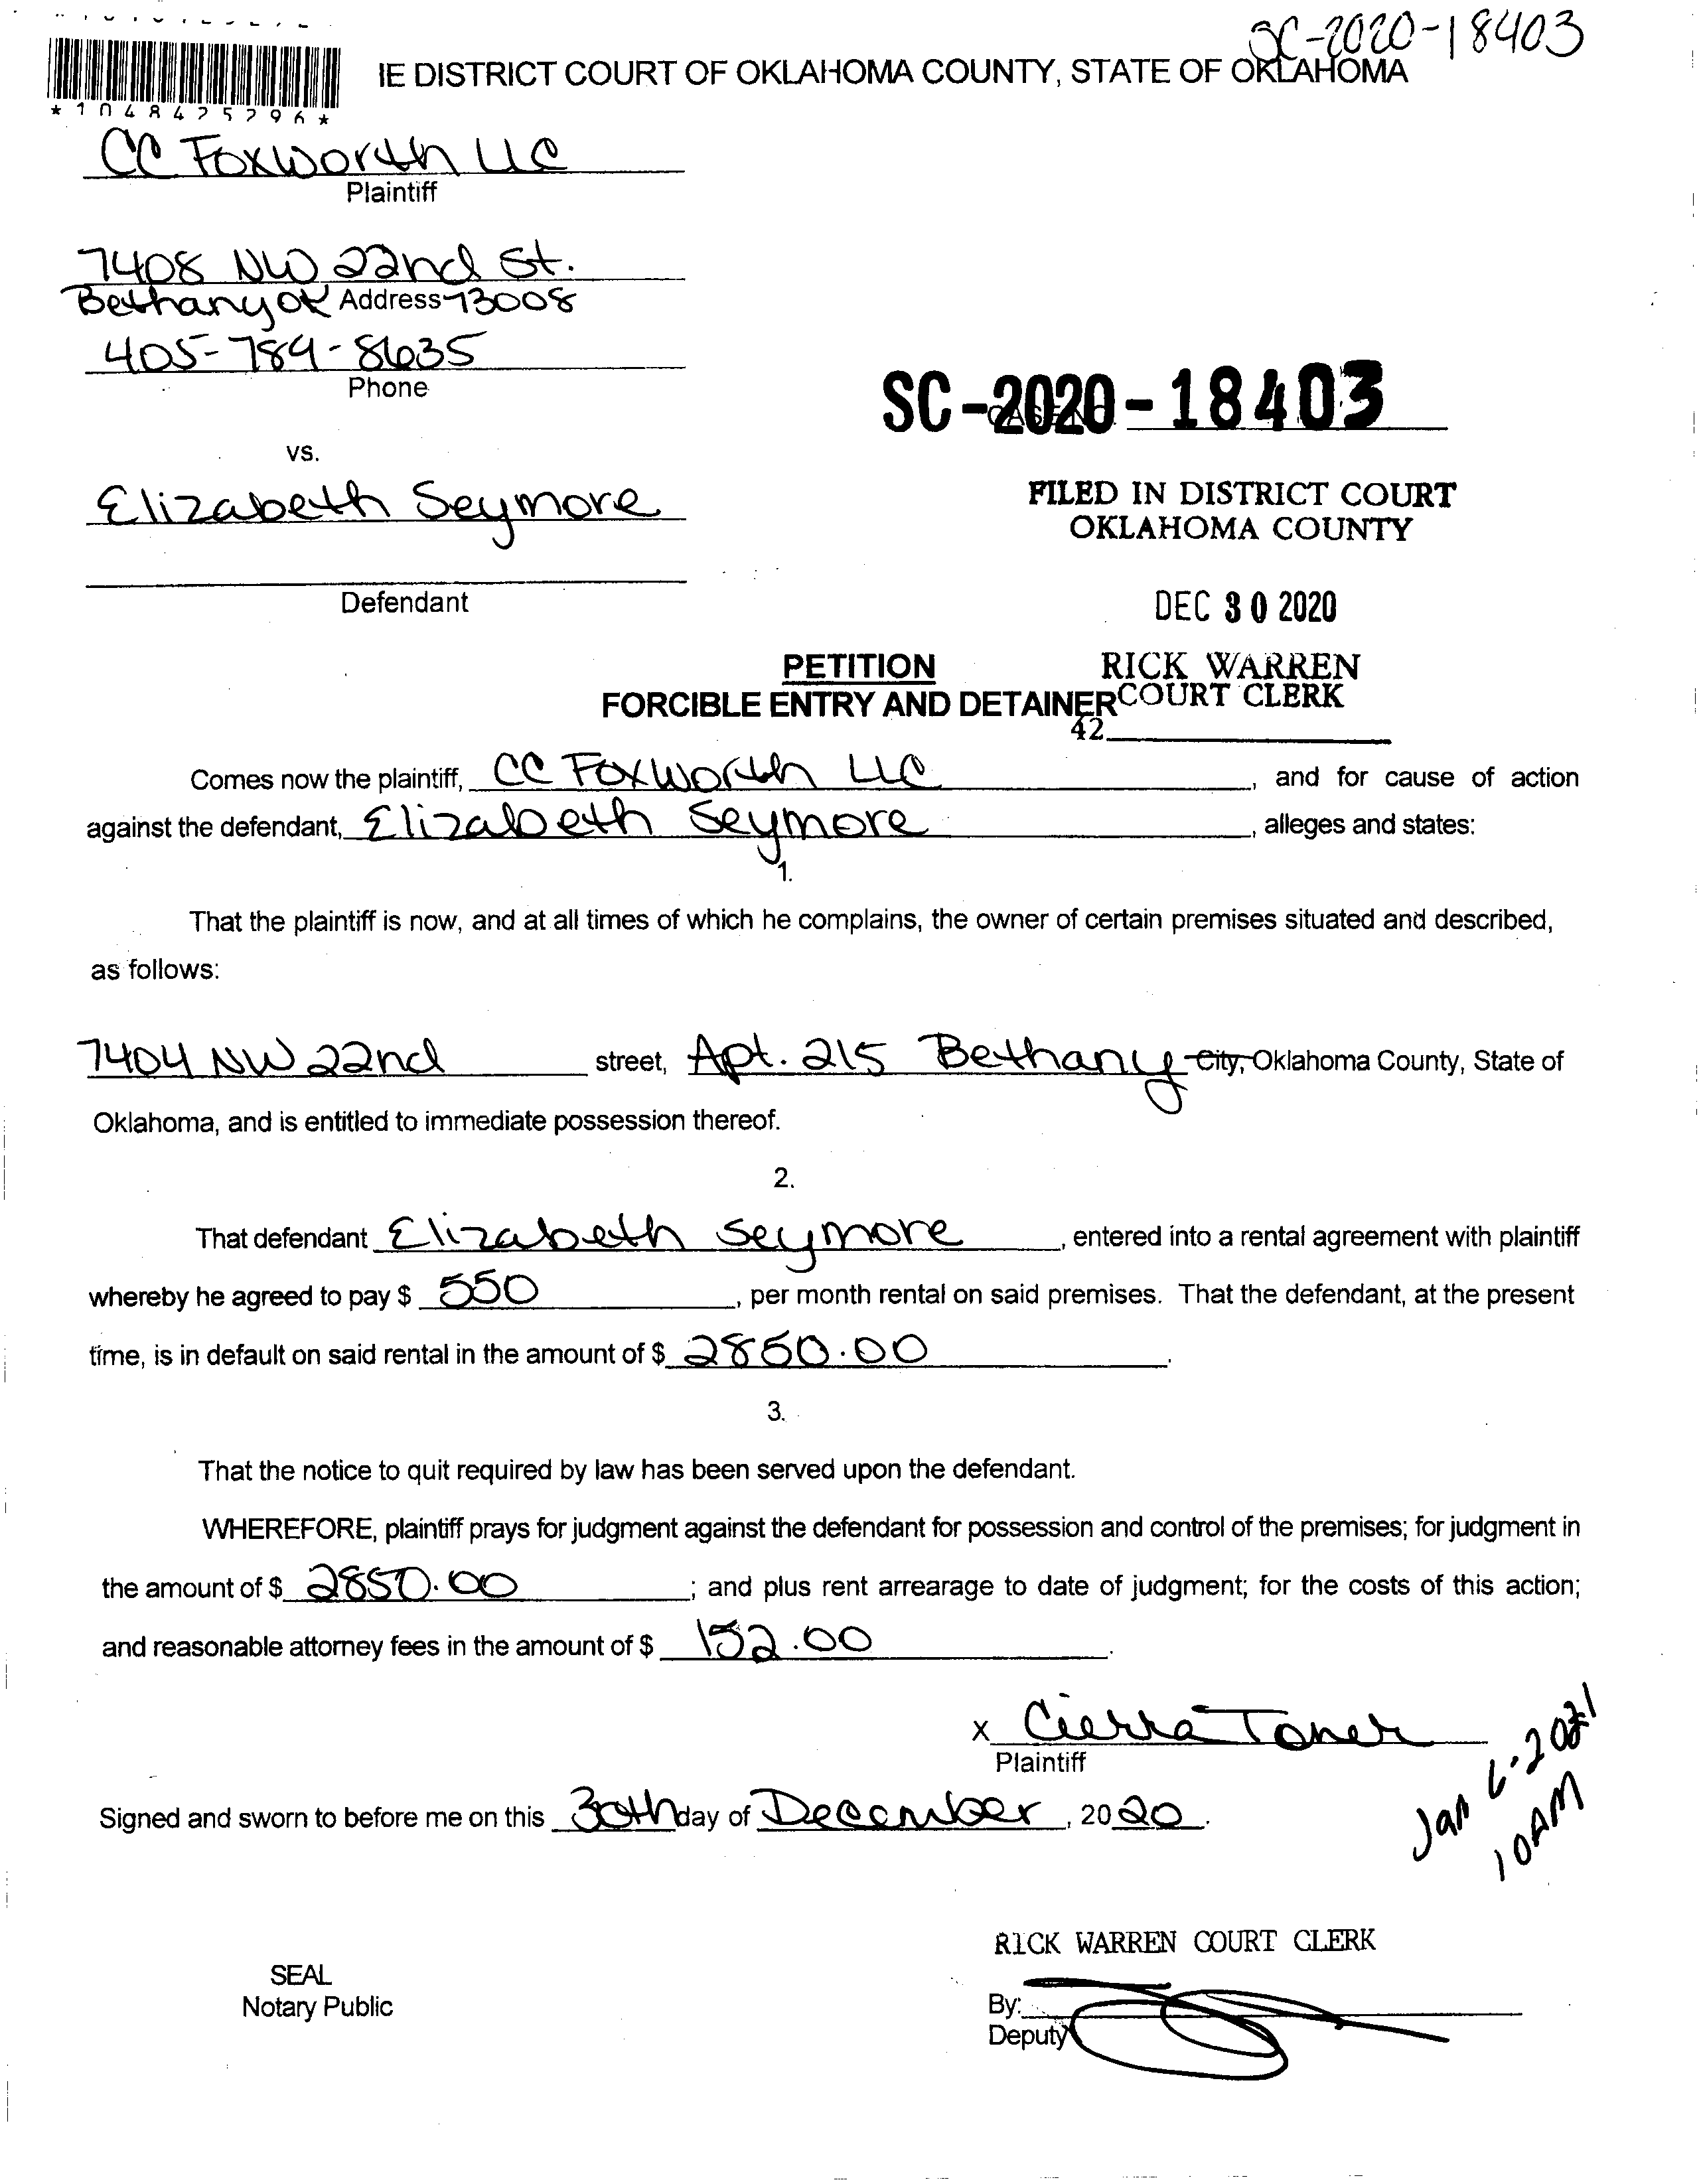 SC-2020-18403
IE DISTRICT COURT OF OKLAHOMA COUNTY, STATE OF OKLAHOMA
*1048425296*
CC Foxworth LLC
Plaintiff
7408 NW 22nd St.
Bethany OK Address 73008
405-789-8635
Phone
SC-2020-18403
CASE NO.
vs.
Elizabeth Seymore
FILED IN DISTRICT COURT
OKLAHOMA COUNTY
Defendant
DEC 30 2020
PETITION
RICK WARREN
FORCIBLE ENTRY AND DETAINER
COURT CLERK
42
Comes now the plaintiff, CC Foxworth LLC, and for cause of action
against the defendant, Elizabeth Seymore, alleges and states:
1.
That the plaintiff is now, and at all times of which he complains, the owner of certain premises situated and described,
as follows:
7404 NW 22nd street, Apt. 215 Bethany City, Oklahoma County, State of
Oklahoma, and is entitled to immediate possession thereof.
2.
That defendant Elizabeth Seymore, entered into a rental agreement with plaintiff
whereby he agreed to pay $ 550, per month rental on said premises. That the defendant, at the present
time, is in default on said rental in the amount of $ 2850.00.
3.
That the notice to quit required by law has been served upon the defendant.
WHEREFORE, plaintiff prays for judgment against the defendant for possession and control of the premises; for judgment in
the amount of $ 2850.00; and plus rent arrearage to date of judgment; for the costs of this action;
and reasonable attorney fees in the amount of $ 152.00.
x Cierra Toner
Plaintiff
Jan 6-2021
10AM
Signed and sworn to before me on this 30th day of December, 2020.
RICK WARREN COURT CLERK
SEAL
Notary Public
By:
Deputy